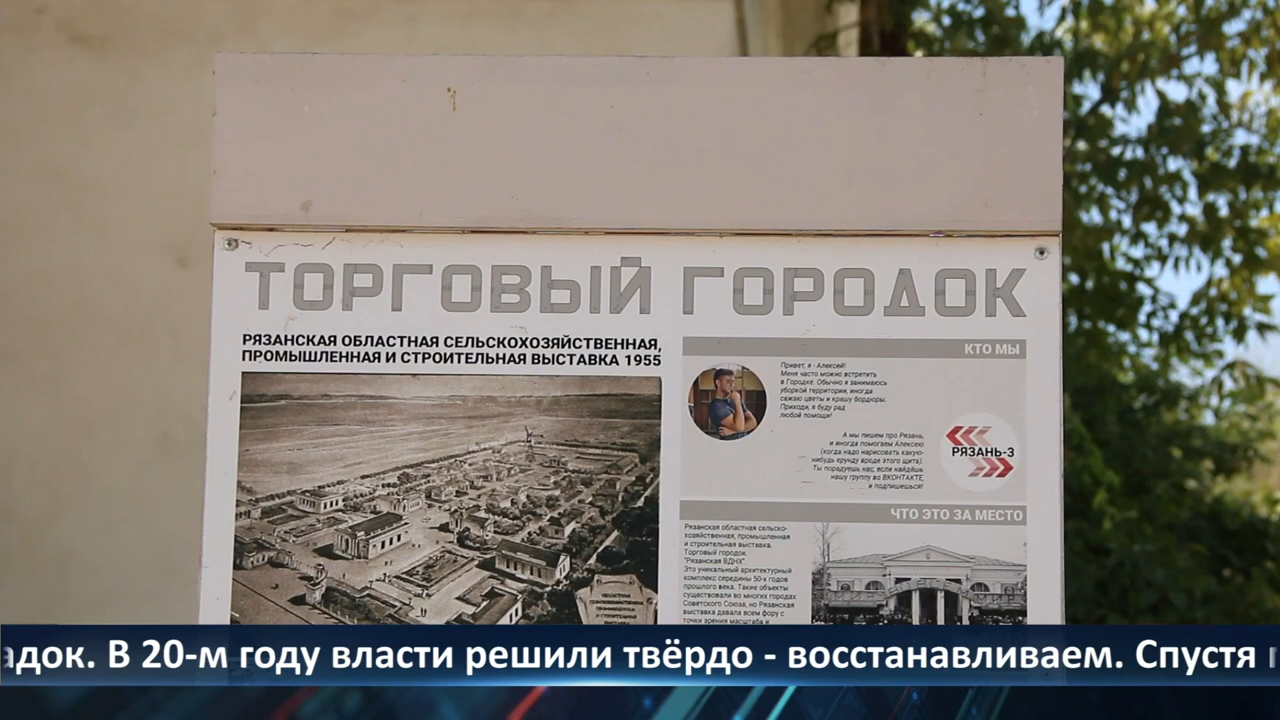 ТОРГОВЫЙ ГОРОДОК
РЯЗАНСКАЯ ОБЛАСТНАЯ СЕЛЬСКОХОЗЯЙСТВЕННАЯ,
ПРОМЫШЛЕННАЯ И СТРОИТЕЛЬНАЯ ВЫСТАВКА 1955
КТО МЫ
Привет, я - Алексей!
Меня часто можно встретить
в Городке. Обычно я занимаюсь
уборкой территории, иногда
сажаю цветы и крашу бордюры.
Приходи, я буду рад
любой помощи!
А мы пишем про Рязань,
и иногда помогаем Алексею
(когда надо нарисовать какую-
нибудь ерунду вроде этого щита).
Ты порадуешь нас, если найдёшь
нашу группу во ВКОНТАКТЕ,
и подпишешься!
РЯЗАНЬ-3
ЧТО ЭТО ЗА МЕСТО
Рязанская областная сельско-
хозяйственная, промышленная
и строительная выставка.
Торговый городок.
"Рязанская ВДНХ".
Это уникальный архитектурный
комплекс середины 50-х годов
прошлого века. Такие объекты
существовали во многих городах
Советского Союза, но Рязанская
выставка давала всем фору с
точки зрения масштаба и
адок. В 20-м году власти решили твёрдо - восстанавливаем. Спустя